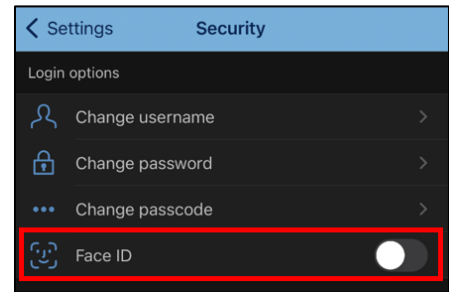 Settings
Security
Login options
Change username
Change password
Change passcode
Face ID